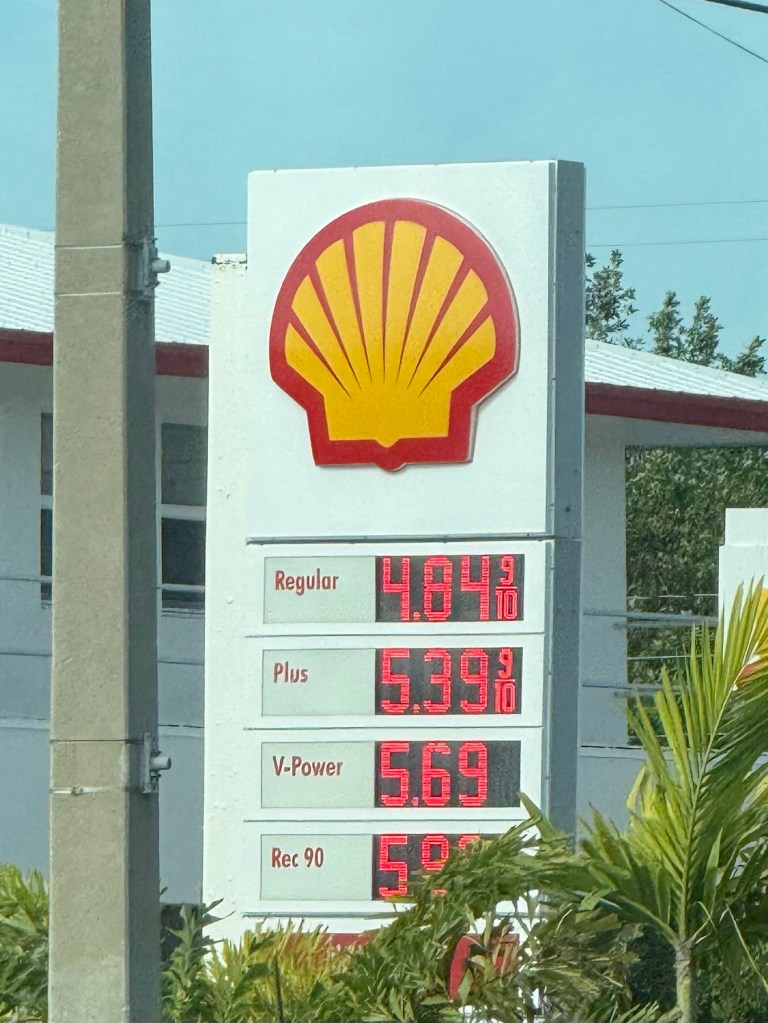 Regular 4.84 9/10
Plus 5.39 9/10
V-Power 5.69
Rec 90